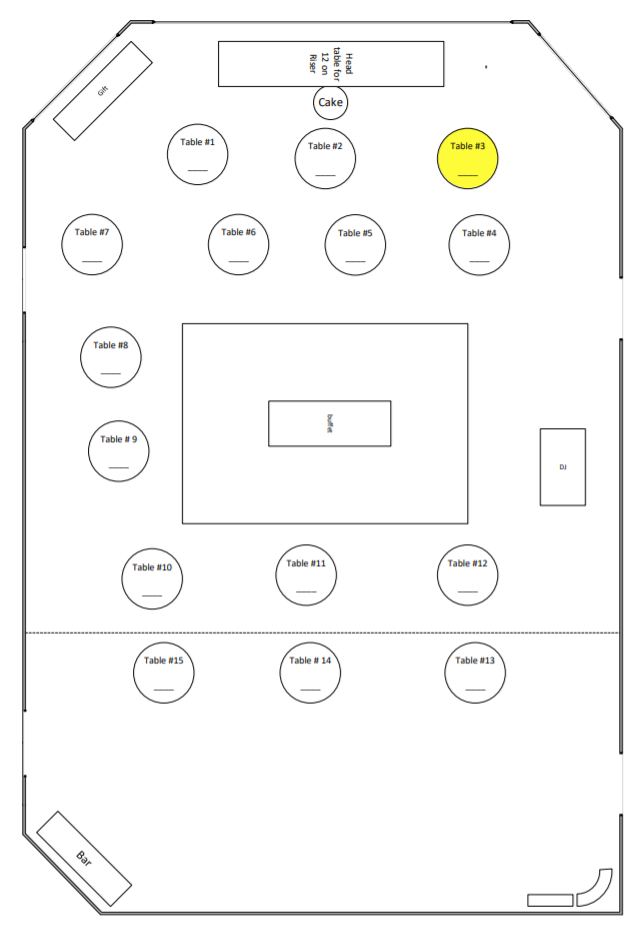 Gift
Head
table for
12 on
Riser
Cake
Table #1
____
Table #2
____
Table #3
____
Table #7
____
Table #6
____
Table #5
____
Table #4
____
Table #8
____
buffet
Table # 9
____
DJ
Table #10
____
Table #11
____
Table #12
____
Table #15
____
Table # 14
____
Table #13
____
Bar